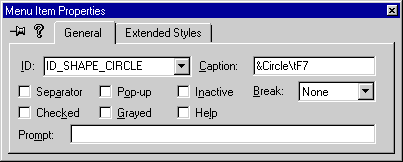 Menu Item Properties
General Extended Styles
ID: ID_SHAPE_CIRCLE Caption: &Circle\tF7
Separator Pop-up Inactive Break: None
Checked Grayed Help
Prompt: